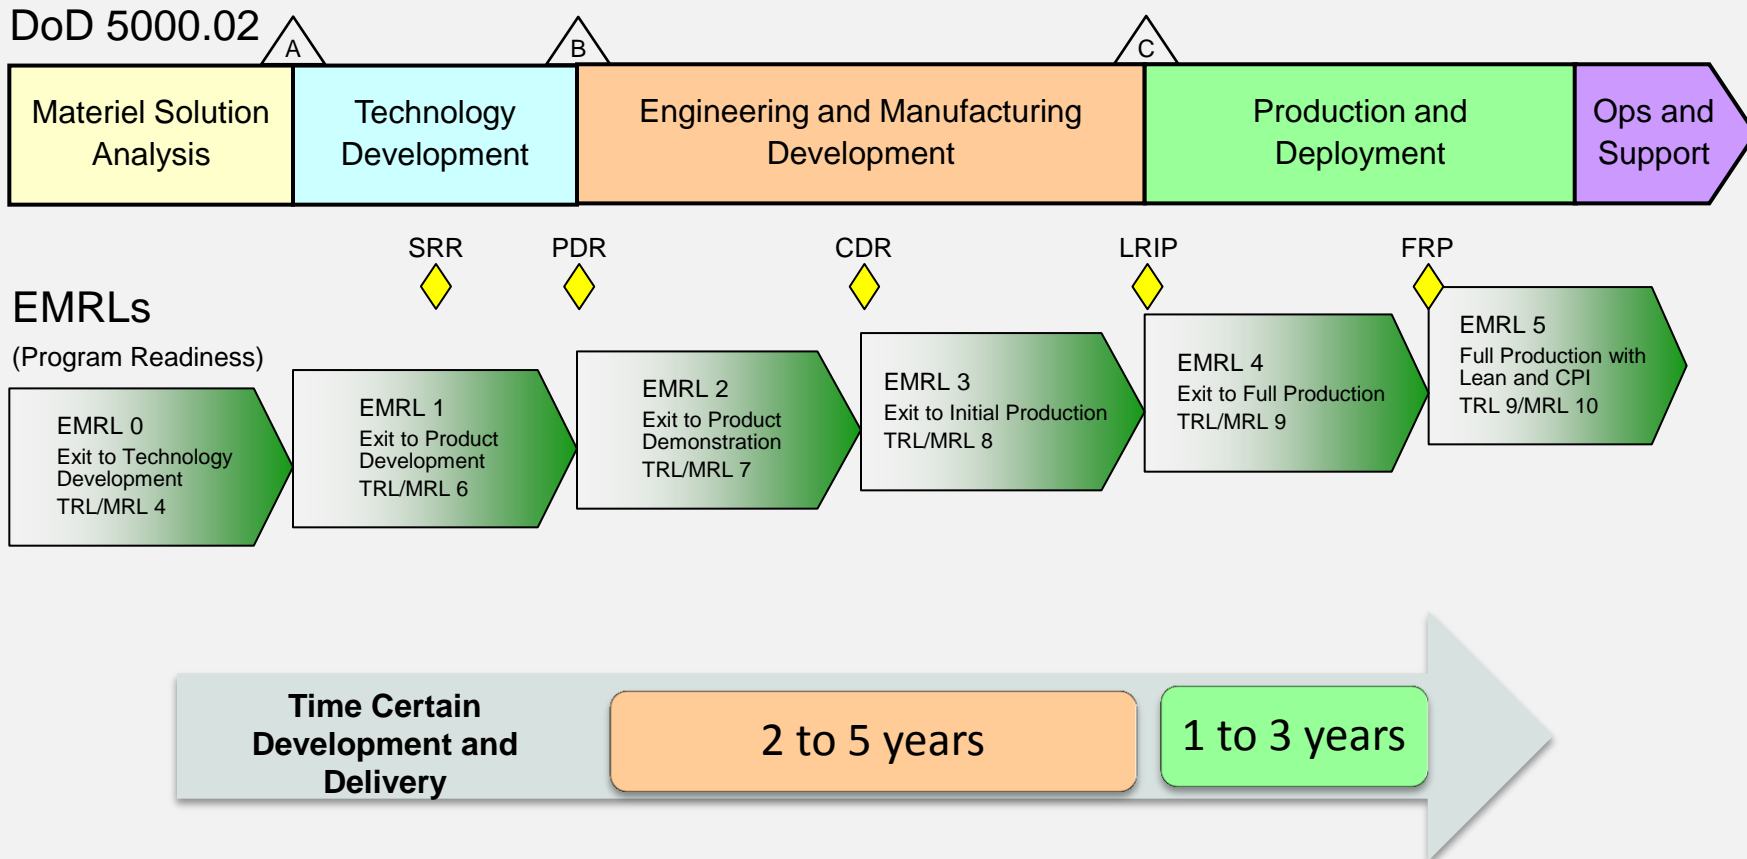 DoD 5000.02
A
B
C
Materiel Solution
Analysis
Technology
Development
Engineering and Manufacturing
Development
Production and
Deployment
Ops and
Support
SRR
PDR
CDR
LRIP
FRP
EMRLs
(Program Readiness)
EMRL 0
Exit to Technology
Development
TRL/MRL 4
EMRL 1
Exit to Product
Development
TRL/MRL 6
EMRL 2
Exit to Product
Demonstration
TRL/MRL 7
EMRL 3
Exit to Initial Production
TRL/MRL 8
EMRL 4
Exit to Full Production
TRL/MRL 9
EMRL 5
Full Production with
Lean and CPI
TRL 9/MRL 10
Time Certain
Development and
Delivery
2 to 5 years
1 to 3 years